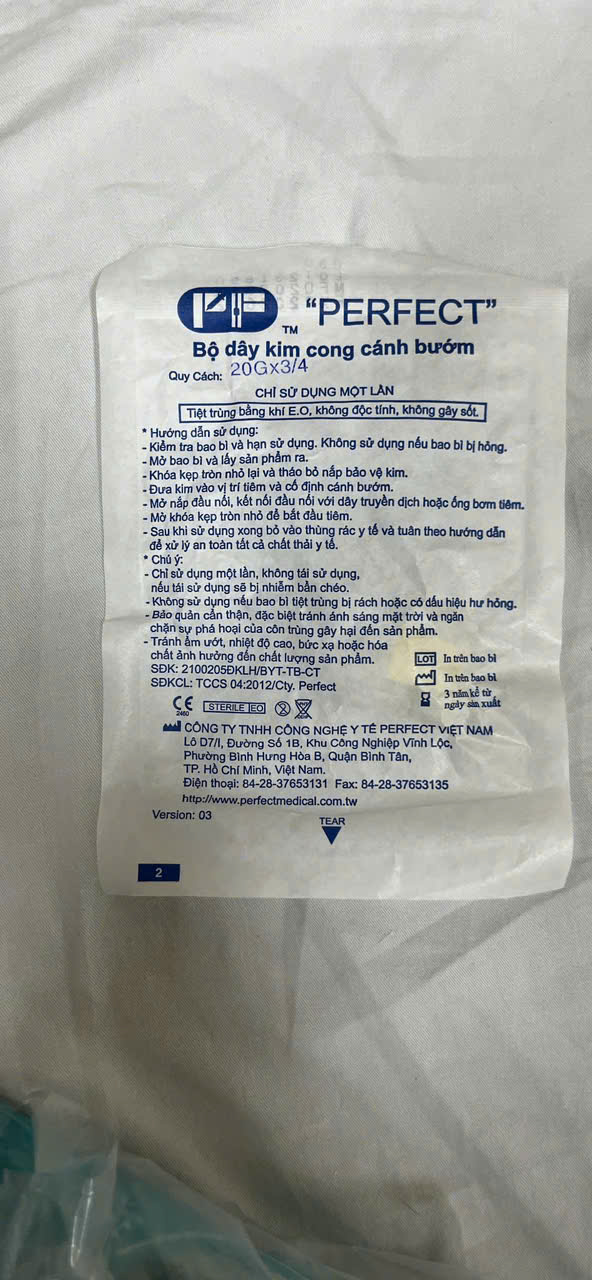 "PERFECT"
TM
Bộ dây kim cong cánh bướm
Quy Cách: 20Gx3/4
CHỈ SỬ DỤNG MỘT LẦN
Tiệt trùng bằng khí E.O, không độc tính, không gây sốt.
* Hướng dẫn sử dụng:
- Kiểm tra bao bì và hạn sử dụng. Không sử dụng nếu bao bì bị hỏng.
- Mở bao bì và lấy sản phẩm ra.
- Khóa kẹp tròn nhỏ lại và tháo bỏ nắp bảo vệ kim.
- Đưa kim vào vị trí tiêm và cố định cánh bướm.
- Mở nắp đầu nối, kết nối đầu nối với dây truyền dịch hoặc ống bơm tiêm.
- Mở khóa kẹp tròn nhỏ để bắt đầu tiêm.
- Sau khi sử dụng xong bỏ vào thùng rác y tế và tuân theo hướng dẫn
để xử lý an toàn tất cả chất thải y tế.
* Chú ý:
- Chỉ sử dụng một lần, không tái sử dụng,
nếu tái sử dụng sẽ bị nhiễm bẩn chéo.
- Không sử dụng nếu bao bì tiệt trùng bị rách hoặc có dấu hiệu hư hỏng.
- Bảo quản cẩn thận, đặc biệt tránh ánh sáng mặt trời và ngăn
chặn sự phá hoại của côn trùng gây hại đến sản phẩm.
- Tránh ẩm ướt, nhiệt độ cao, bức xạ hoặc hóa
chất ảnh hưởng đến chất lượng sản phẩm.
SĐK: 2100205ĐKLH/BYT-TB-CT
SĐKCL: TCCS 04:2012/Cty. Perfect
LOT In trên bao bì
In trên bao bì
3 năm kể từ
ngày sản xuất
CE
2460
STERILE EO
2
CÔNG TY TNHH CÔNG NGHỆ Y TẾ PERFECT VIỆT NAM
Lô D7/I, Đường Số 1B, Khu Công Nghiệp Vĩnh Lộc,
Phường Bình Hưng Hòa B, Quận Bình Tân,
TP. Hồ Chí Minh, Việt Nam.
Điện thoại: 84-28-37653131 Fax: 84-28-37653135
http://www.perfectmedical.com.tw
Version: 03
TEAR
2